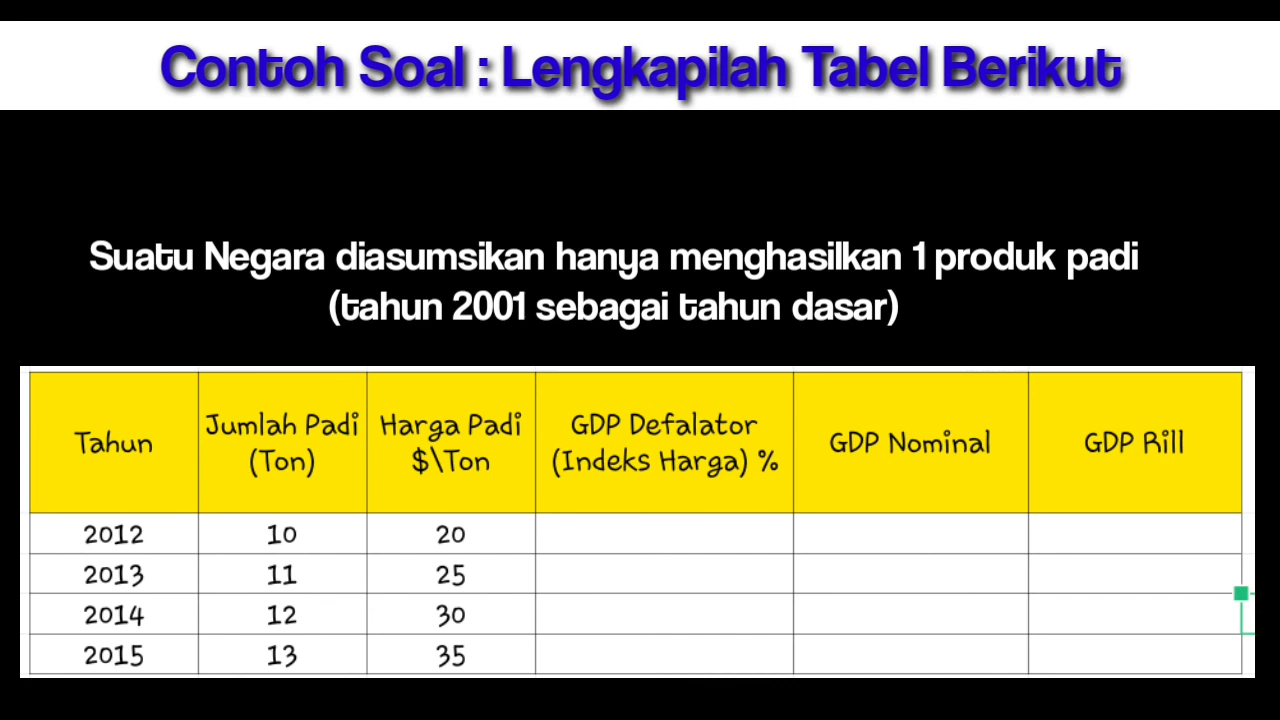 Contoh Soal : Lengkapilah Tabel Berikut
Suatu Negara diasumsikan hanya menghasilkan 1 produk padi
(tahun 2001 sebagai tahun dasar)
Tahun Jumlah Padi (Ton) Harga Padi $\Ton GDP Defalator (Indeks Harga) % GDP Nominal GDP Rill
2012 10 20
2013 11 25
2014 12 30
2015 13 35